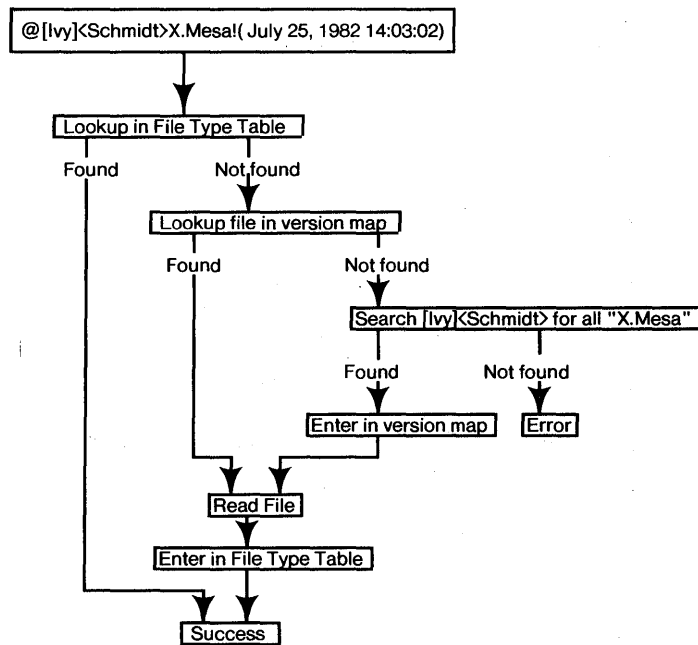 @[Ivy]<Schmidt>X.Mesa!( July 25, 1982 14:03:02)
Lookup in File Type Table
Found
Not found
Lookup file in version map
Found
Not found
Search [Ivy]<Schmidt> for all "X.Mesa"
Found
Not found
Enter in version map
Error
Read File
Enter in File Type Table
Success